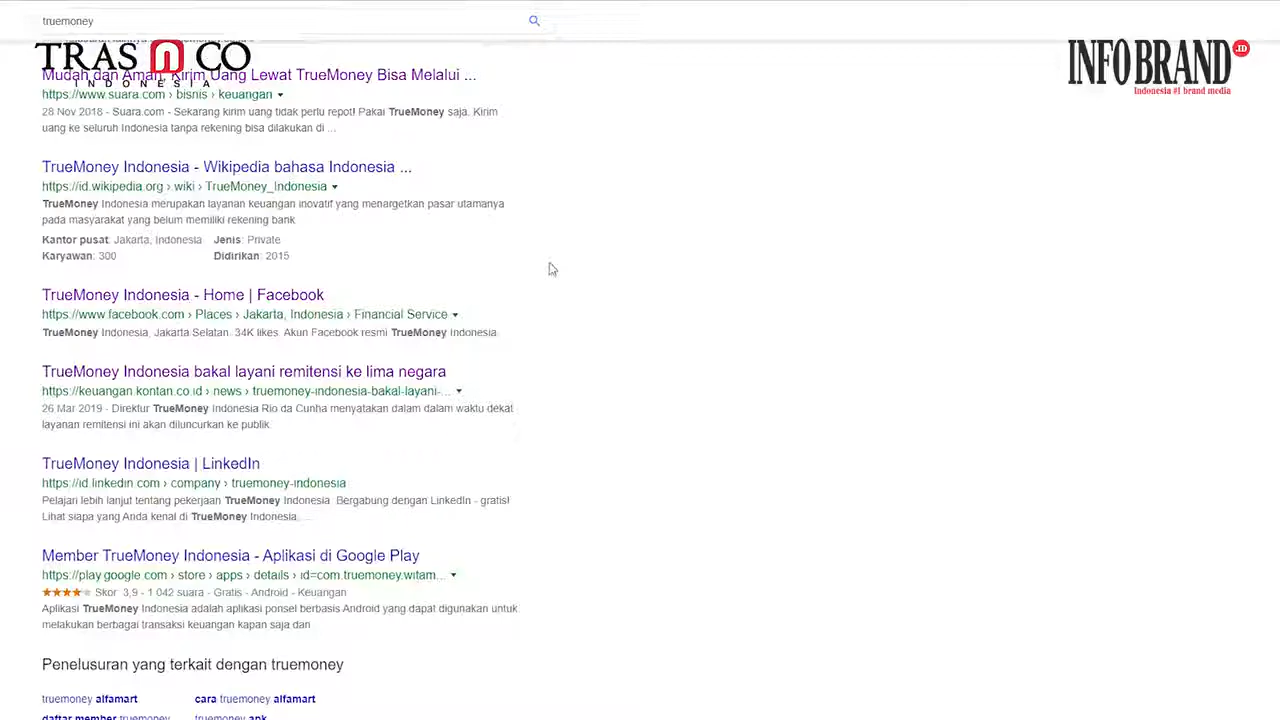 truemoney
TRAS N CO
INDONESIA
INFOBRAND.ID
Indonesia #1 brand media
Mudah dan Aman, Kirim Uang Lewat TrueMoney Bisa Melalui ...
https://www.suara.com › bisnis › keuangan
28 Nov 2018 - Suara.com - Sekarang kirim uang tidak perlu repot! Pakai TrueMoney saja. Kirim
uang ke seluruh Indonesia tanpa rekening bisa dilakukan di ...
TrueMoney Indonesia - Wikipedia bahasa Indonesia ...
https://id.wikipedia.org › wiki › TrueMoney_Indonesia
TrueMoney Indonesia merupakan layanan keuangan inovatif yang menargetkan pasar utamanya
pada masyarakat yang belum memiliki rekening bank
Kantor pusat: Jakarta, Indonesia Jenis: Private
Karyawan: 300 Didirikan: 2015
TrueMoney Indonesia - Home | Facebook
https://www.facebook.com › Places › Jakarta, Indonesia › Financial Service
TrueMoney Indonesia, Jakarta Selatan. 34K likes. Akun Facebook resmi TrueMoney Indonesia.
TrueMoney Indonesia bakal layani remitensi ke lima negara
https://keuangan.kontan.co.id › news › truemoney-indonesia-bakal-layani-...
26 Mar 2019 - Direktur TrueMoney Indonesia Rio da Cunha menyatakan dalam dalam waktu dekat
layanan remitensi ini akan diluncurkan ke publik.
TrueMoney Indonesia | LinkedIn
https://id.linkedin.com › company › truemoney-indonesia
Pelajari lebih lanjut tentang pekerjaan TrueMoney Indonesia. Bergabung dengan LinkedIn - gratis!
Lihat siapa yang Anda kenal di TrueMoney Indonesia, ...
Member TrueMoney Indonesia - Aplikasi di Google Play
https://play.google.com › store › apps › details › id=com.truemoney.witam...
Skor: 3,9 - 1.042 suara - Gratis - Android - Keuangan
Aplikasi TrueMoney Indonesia adalah aplikasi ponsel berbasis Android yang dapat digunakan untuk
melakukan berbagai transaksi keuangan kapan saja dan
Penelusuran yang terkait dengan truemoney
truemoney alfamart cara truemoney alfamart
daftar member truemoney truemoney apk